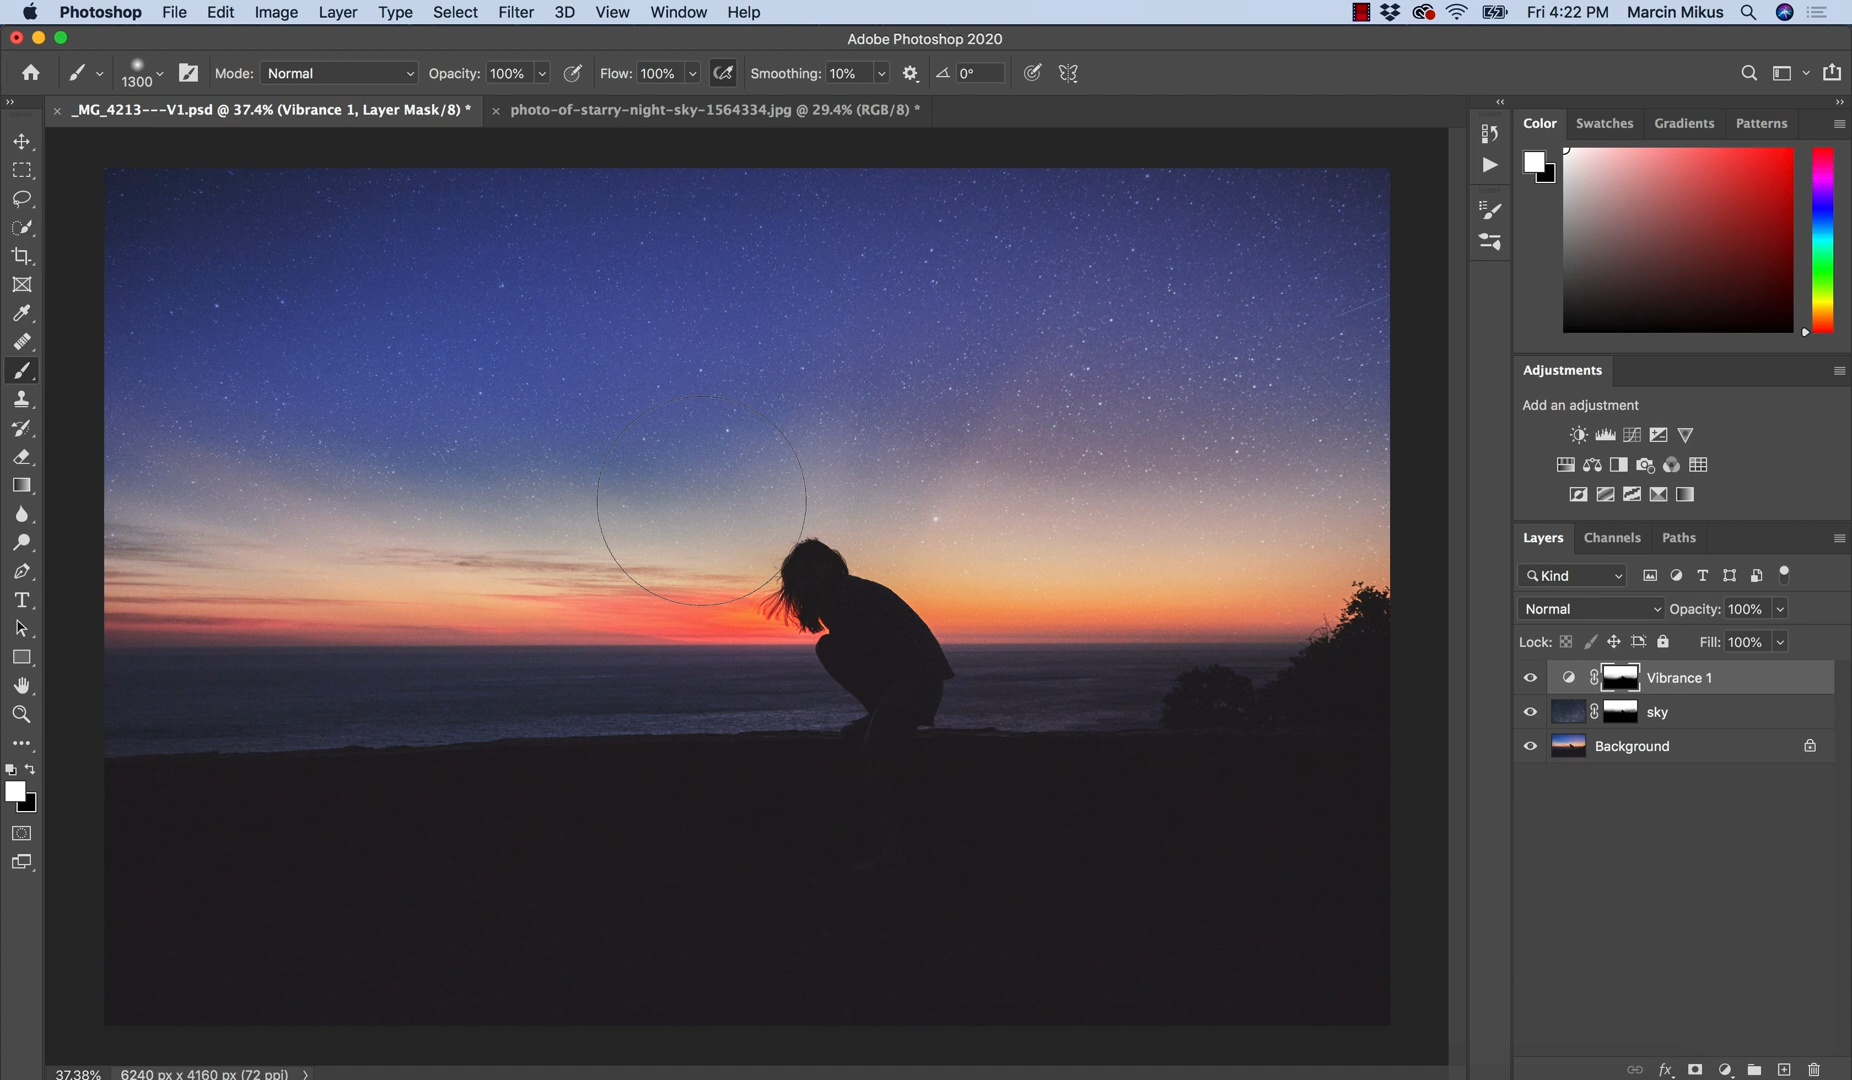 Photoshop File Edit Image Layer Type Select Filter 3D View Window Help Fri 4:22 PM Marcin Mikus
Adobe Photoshop 2020
1300 Mode: Normal Opacity: 100% Flow: 100% Smoothing: 10% 0°
_MG_4213---V1.psd @ 37.4% (Vibrance 1, Layer Mask/8) * photo-of-starry-night-sky-1564334.jpg @ 29.4% (RGB/8) *
Color Swatches Gradients Patterns
Adjustments
Add an adjustment
Layers Channels Paths
Kind
Normal Opacity: 100%
Lock: Fill: 100%
Vibrance 1
sky
Background
fx
37.38% 6240 px x 4160 px (72 ppi)